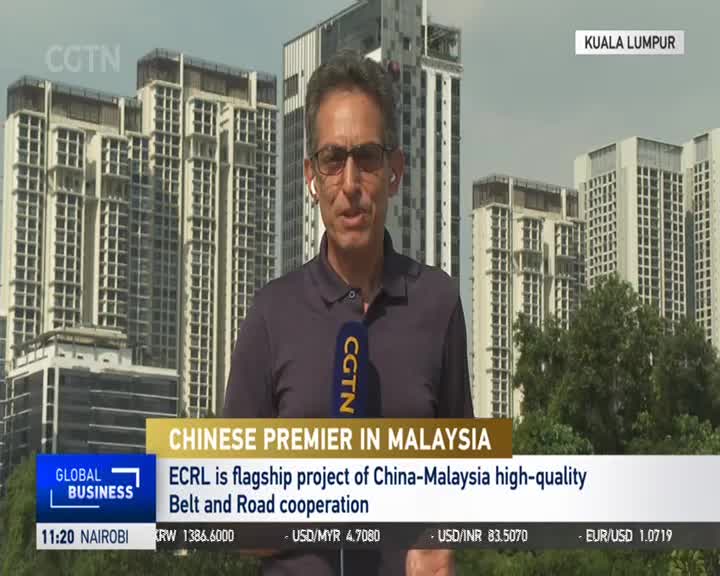 CGTN
KUALA LUMPUR
CGTN
CHINESE PREMIER IN MALAYSIA
GLOBAL
BUSINESS
ECRL is flagship project of China-Malaysia high-quality
Belt and Road cooperation
11:20 NAIROBI
KRW 1386.6000 - USD/MYR 4.7080 - USD/INR 83.5070 - EUR/USD 1.0719